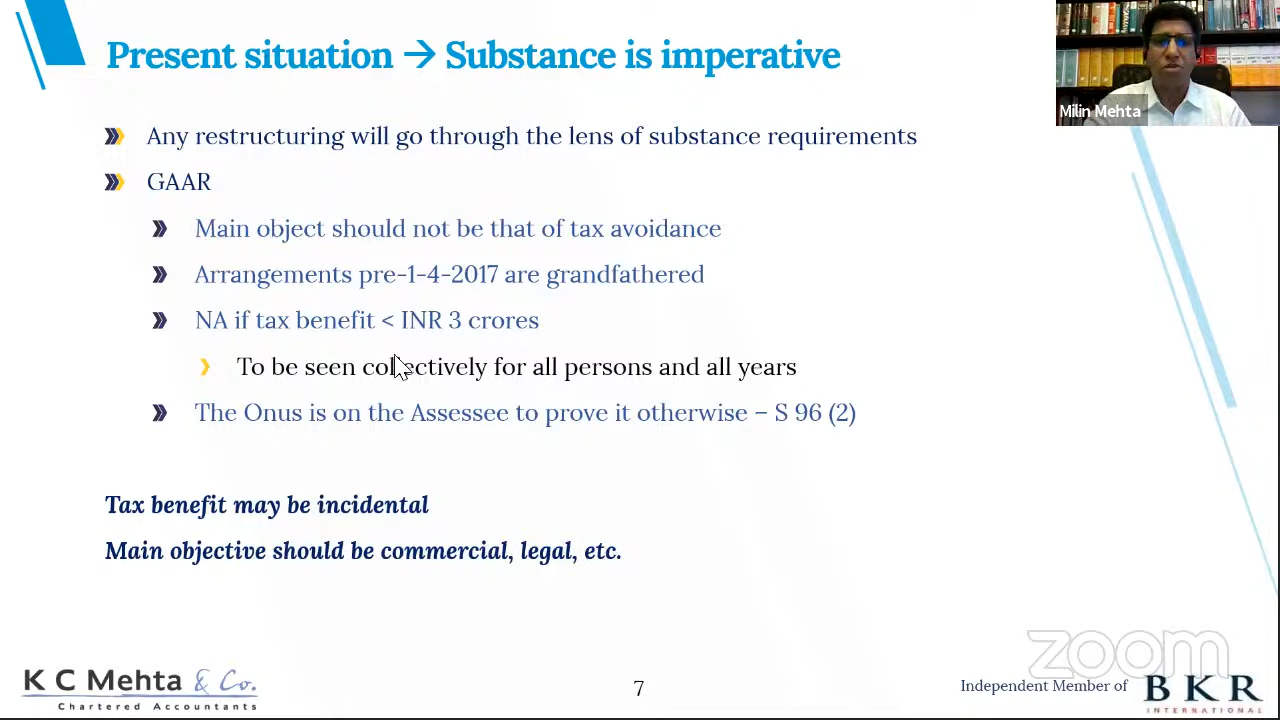 Present situation → Substance is imperative
Milin Mehta
Any restructuring will go through the lens of substance requirements
GAAR
Main object should not be that of tax avoidance
Arrangements pre-1-4-2017 are grandfathered
NA if tax benefit < INR 3 crores
To be seen collectively for all persons and all years
The Onus is on the Assessee to prove it otherwise – S 96 (2)
Tax benefit may be incidental
Main objective should be commercial, legal, etc.
zoom
K C Mehta & Co.
Chartered Accountants
7
Independent Member of
BKR
INTERNATIONAL